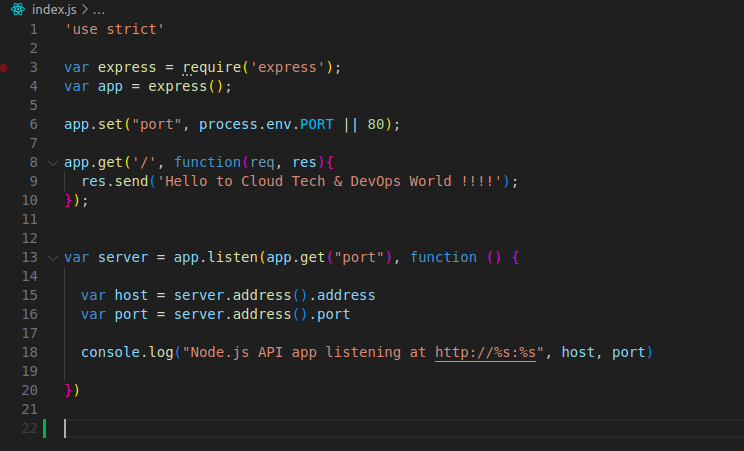 index.js > ...
1 'use strict'
2
3 var express = require('express');
4 var app = express();
5
6 app.set("port", process.env.PORT || 80);
7
8 app.get('/', function(req, res){
9   res.send('Hello to Cloud Tech & DevOps World !!!!');
10 });
11
12
13 var server = app.listen(app.get("port"), function () {
14
15   var host = server.address().address
16   var port = server.address().port
17
18   console.log("Node.js API app listening at http://%s:%s", host, port)
19
20 })
21
22